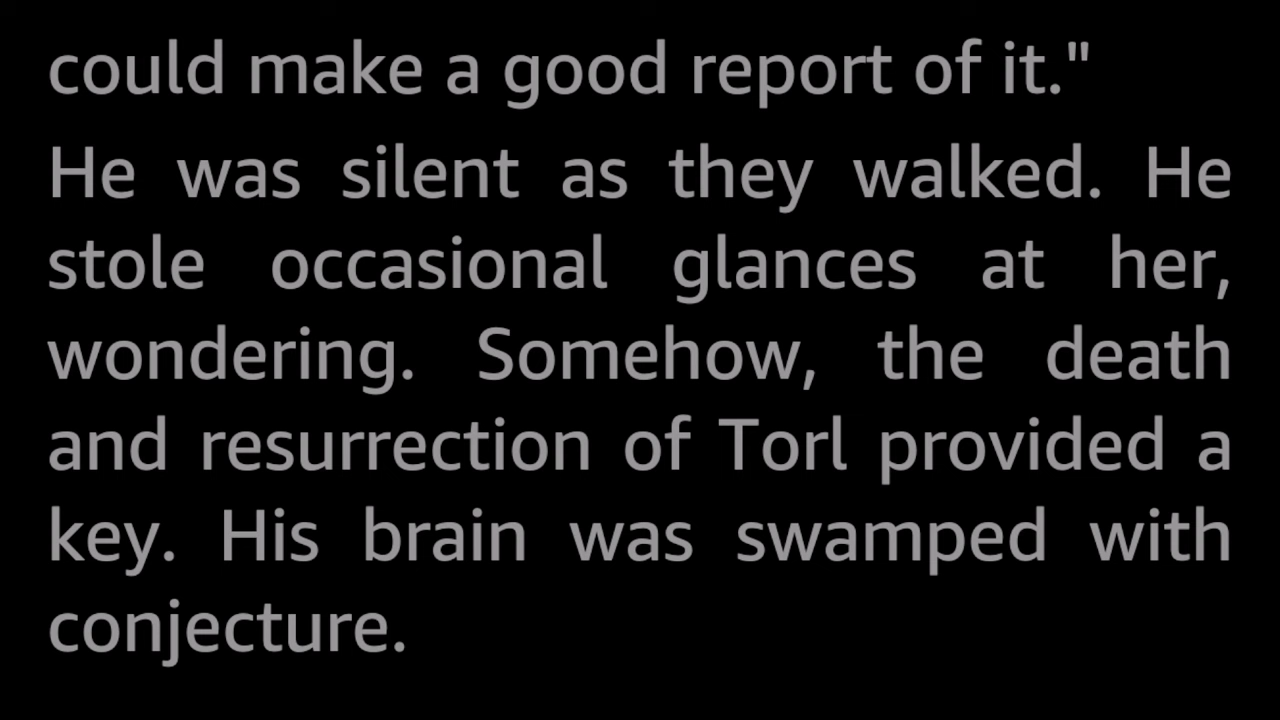 could make a good report of it."
He was silent as they walked. He
stole occasional glances at her,
wondering. Somehow, the death
and resurrection of Torl provided a
key. His brain was swamped with
conjecture.